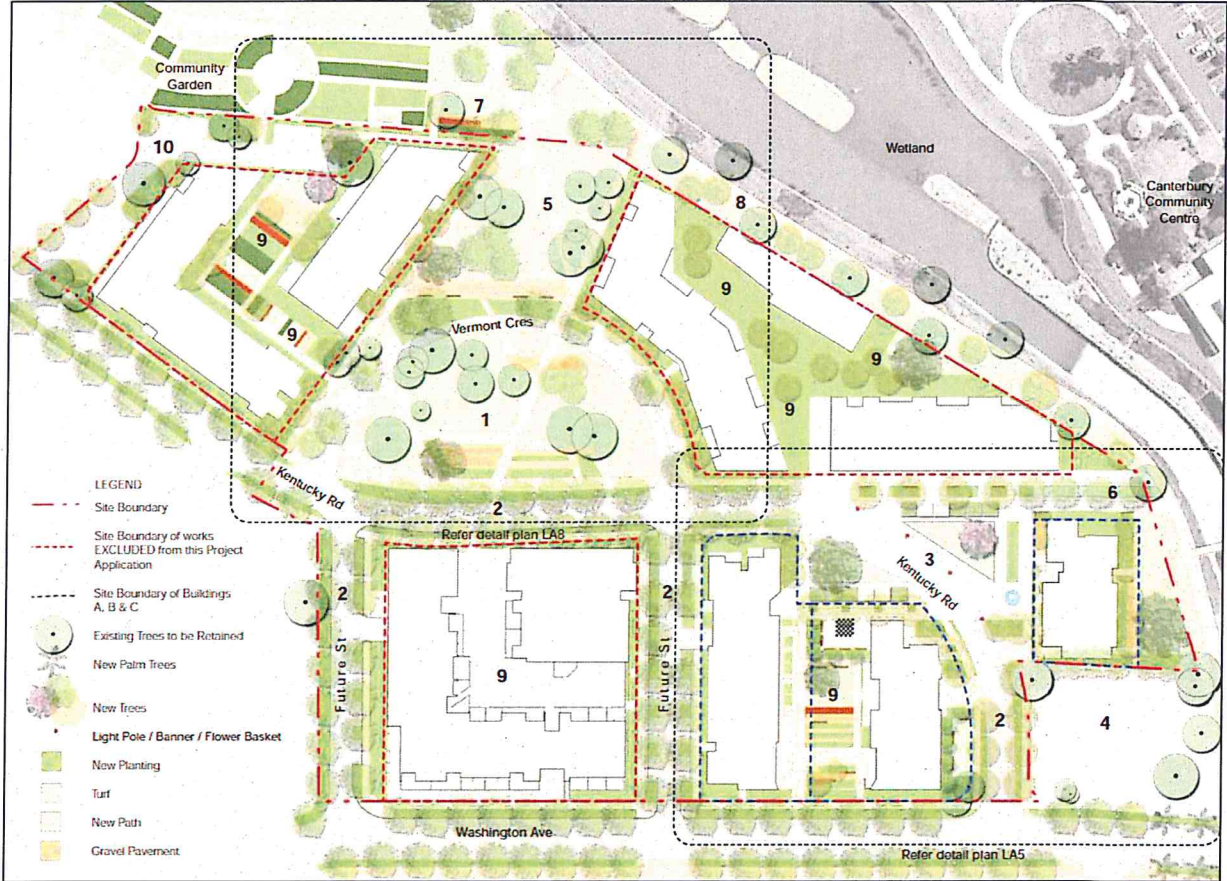 Community
Garden
7
10
Wetland
Canterbury
Community
Centre
5
8
9
9
9
Vermont Cres
9
9
1
Kentucky Rd
6
2
LEGEND
Site Boundary
Site Boundary of works
EXCLUDED from this Project
Application
Site Boundary of Buildings
A, B & C
Existing Trees to be Retained
New Palm Trees
New Trees
Light Pole / Banner / Flower Basket
New Planting
Turf
New Path
Gravel Pavement
Refer detail plan LA8
3
Kentucky Rd
2
2
Future St
Future St
9
9
2
4
Washington Ave
Refer detail plan LA5